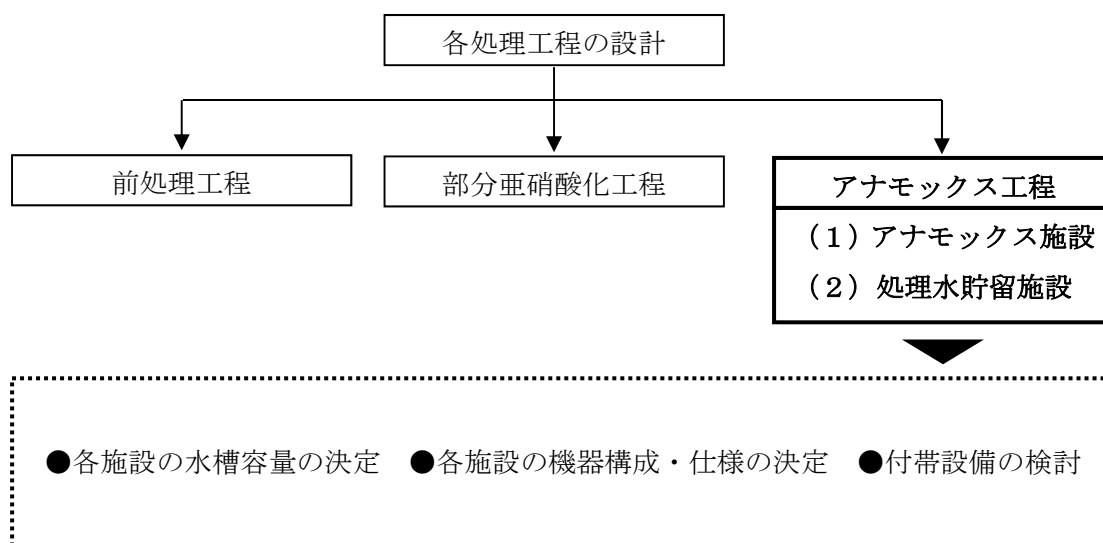 各処理工程の設計
前処理工程
部分亜硝酸化工程
アナモックス工程
(1)アナモックス施設
(2)処理水貯留施設
●各施設の水槽容量の決定　●各施設の機器構成・仕様の決定　●付帯設備の検討